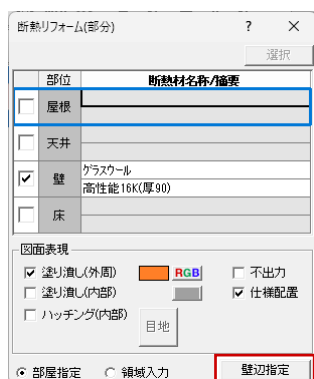 断熱リフォーム(部分) ? ×
選択
部位 断熱材名称/摘要
屋根
天井
壁 グラスウール
高性能16K(厚90)
床
図面表現
塗り潰し(外周) RGB 不出力
塗り潰し(内部) 仕様配置
ハッチング(内部) 目地
部屋指定 領域入力 壁辺指定